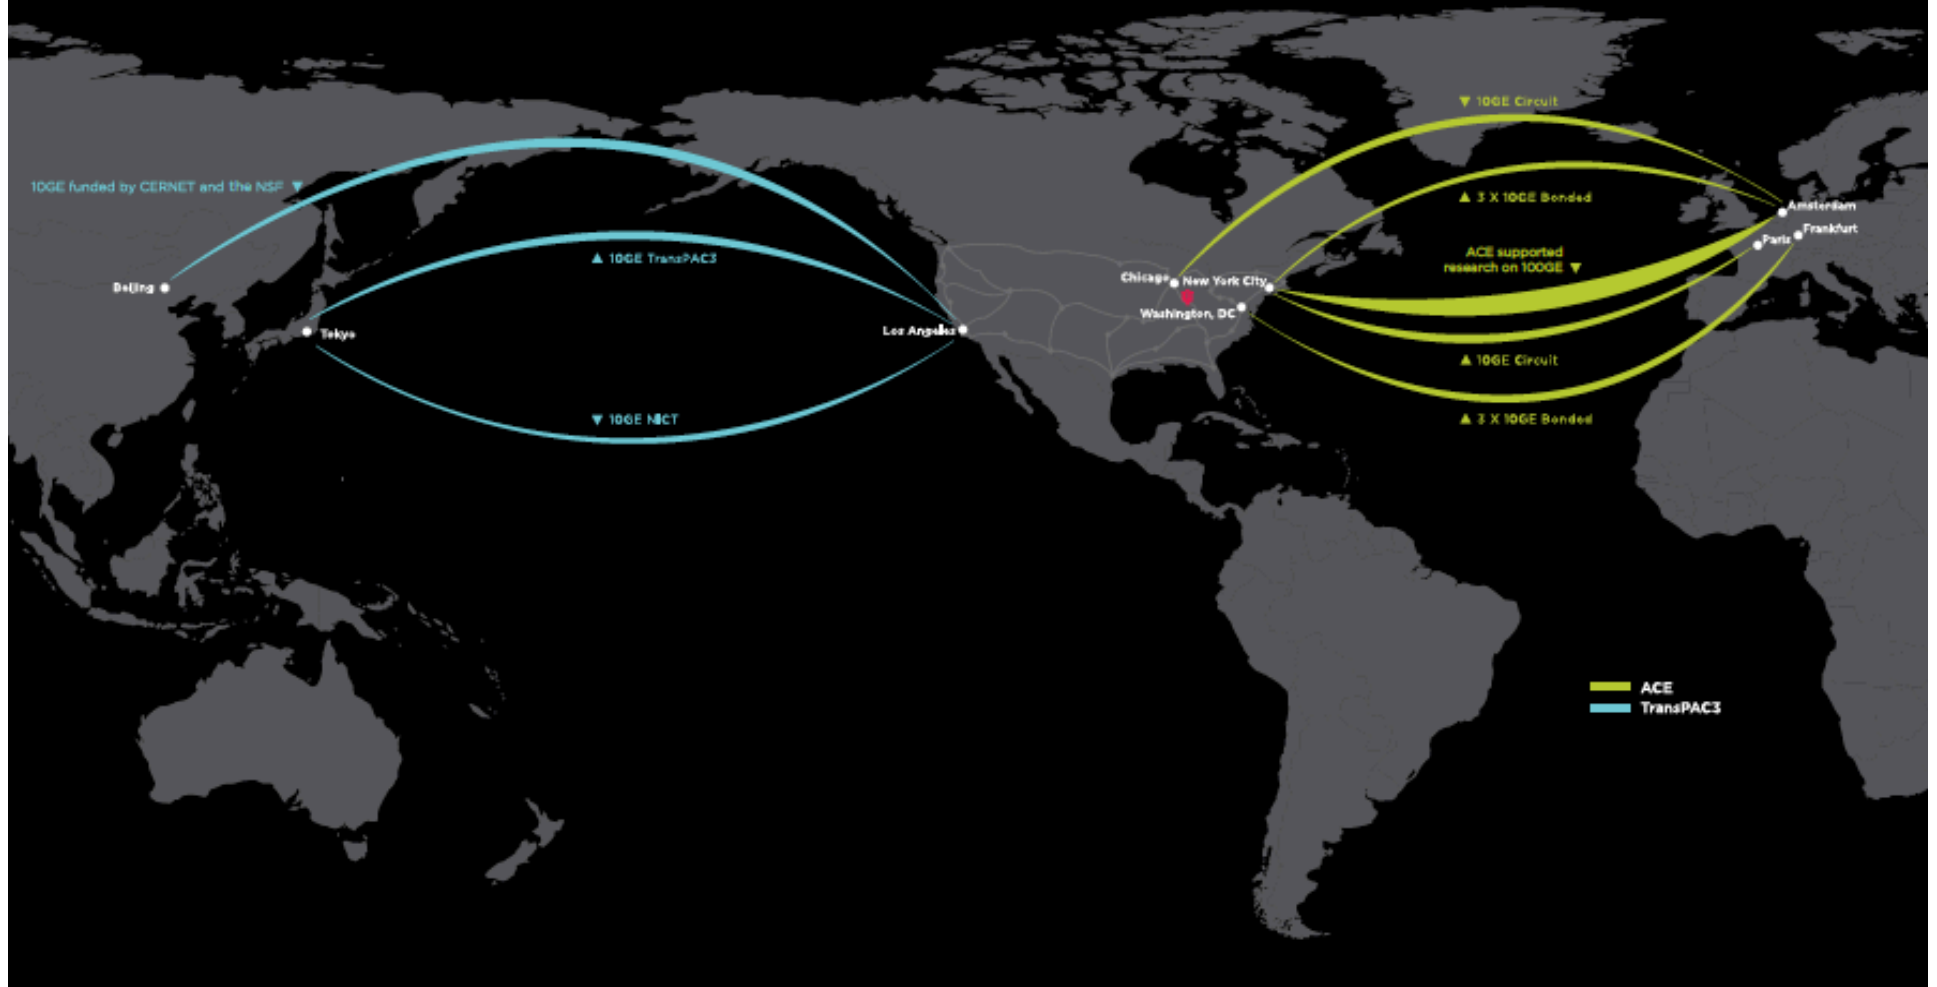 ▼ 10GE Circuit
10GE funded by CERNET and the NSF ▼
▲ 3 X 10GE Bonded
Amsterdam
Frankfurt
Paris
ACE supported
research on 100GE ▼
▲ 10GE TransPAC3
Chicago
New York City
Beijing
Washington, DC
Tokyo
Los Angeles
▲ 10GE Circuit
▼ 10GE NICT
▲ 3 X 10GE Bonded
ACE
TransPAC3